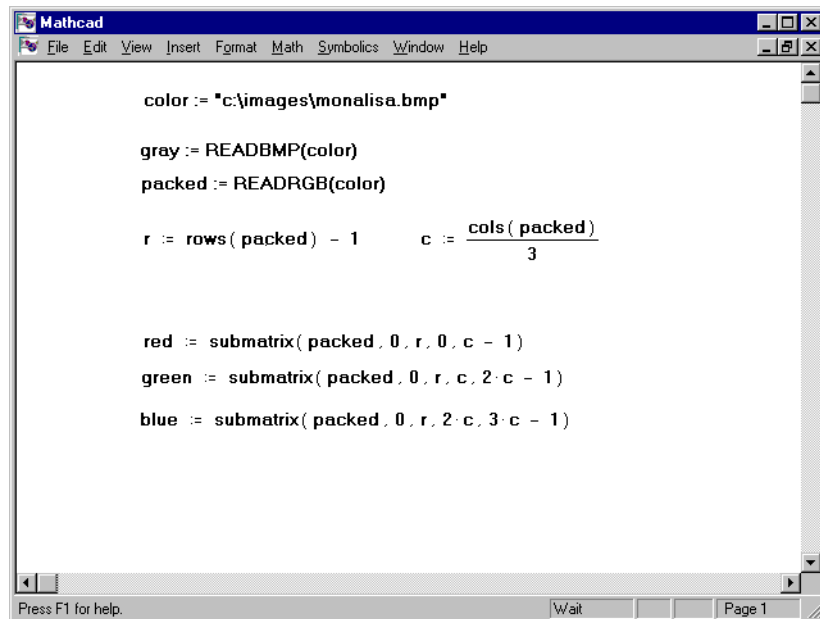 Mathcad
File Edit View Insert Format Math Symbolics Window Help
color := "c:\images\monalisa.bmp"
gray := READBMP(color)
packed := READRGB(color)
r := rows( packed ) − 1 c := cols( packed ) / 3
red := submatrix( packed , 0 , r , 0 , c − 1 )
green := submatrix( packed , 0 , r , c , 2 · c − 1 )
blue := submatrix( packed , 0 , r , 2 · c , 3 · c − 1 )
Press F1 for help. Wait Page 1